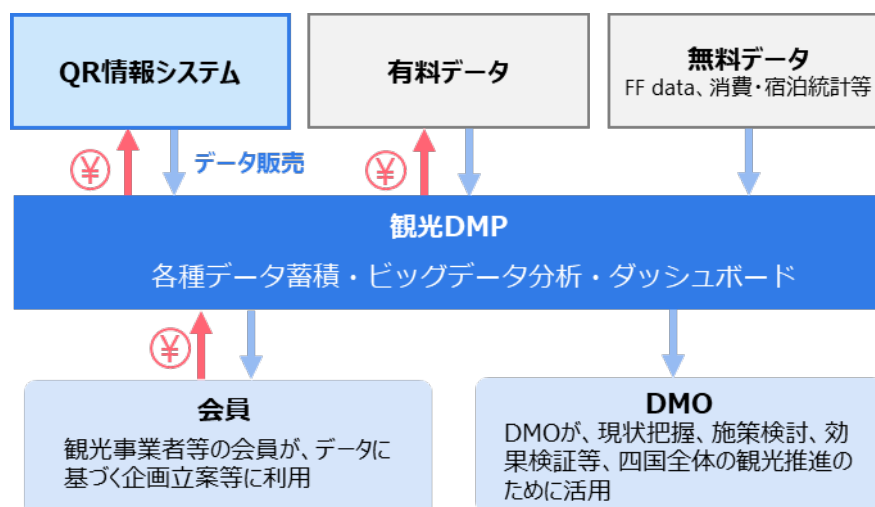 QR情報システム
有料データ
無料データ
FF data、消費・宿泊統計等
¥
データ販売
¥
観光DMP
各種データ蓄積・ビッグデータ分析・ダッシュボード
¥
会員
観光事業者等の会員が、データに
基づく企画立案等に利用
DMO
DMOが、現状把握、施策検討、効
果検証等、四国全体の観光推進の
ために活用